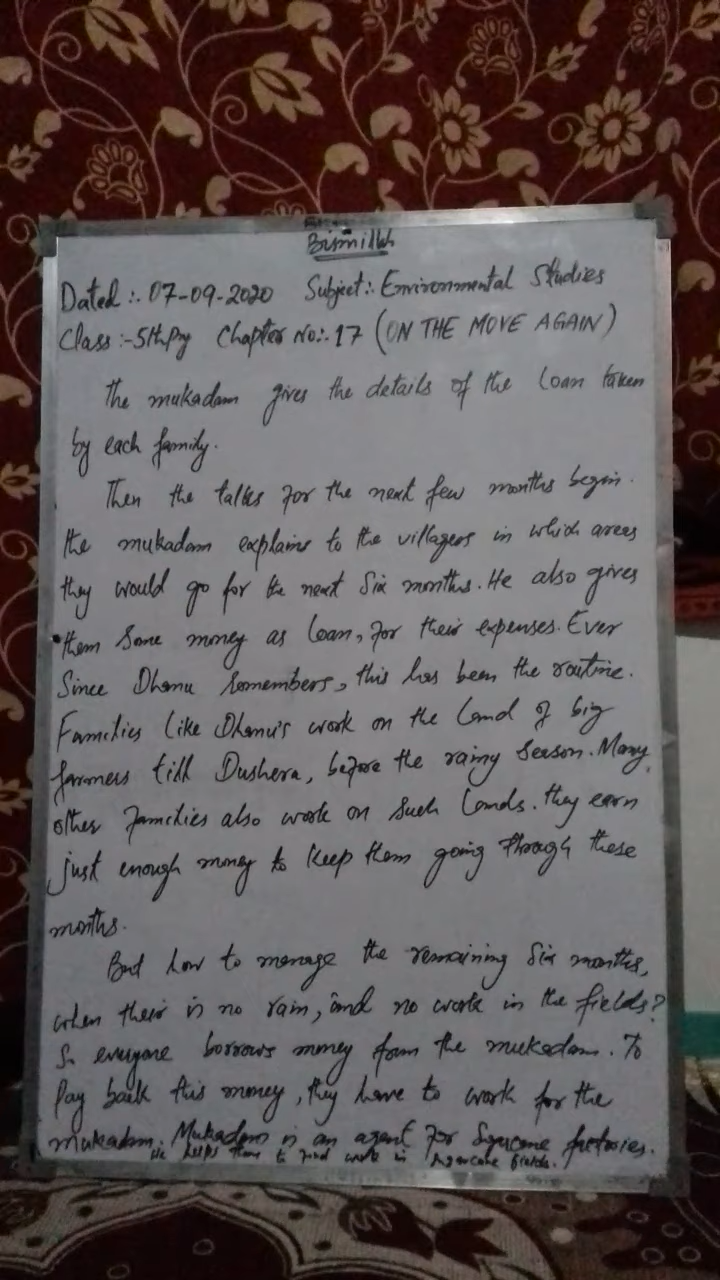 Bismillah
Dated :. 07-09-2020 Subject:. Environmental Studies
Class :- 5th Pry Chapter No:. 17 (ON THE MOVE AGAIN)
The mukadam gives the details of the Loan taken
by each family.
Then the talks for the next few months begin.
the mukadam explains to the villagers in which areas
they would go for the next Six months. He also gives
them Some money as Loan, for their expenses. Ever
Since Dhanu remembers, this has been the routine.
Families Like Dhanu's work on the Land of big
farmers till Dushera, before the rainy Season. Many
other families also work on Such Lands. they earn
just enough money to Keep them going through these
months.
But how to manage the remaining Six months,
when their is no rain, and no work in the fields?
So everyone borrows money from the mukadam. To
Pay back this money, they have to work for the
mukadam. Mukadam is an agent for Sgucane factories.
He helps them to find work in Sgarcane fields.